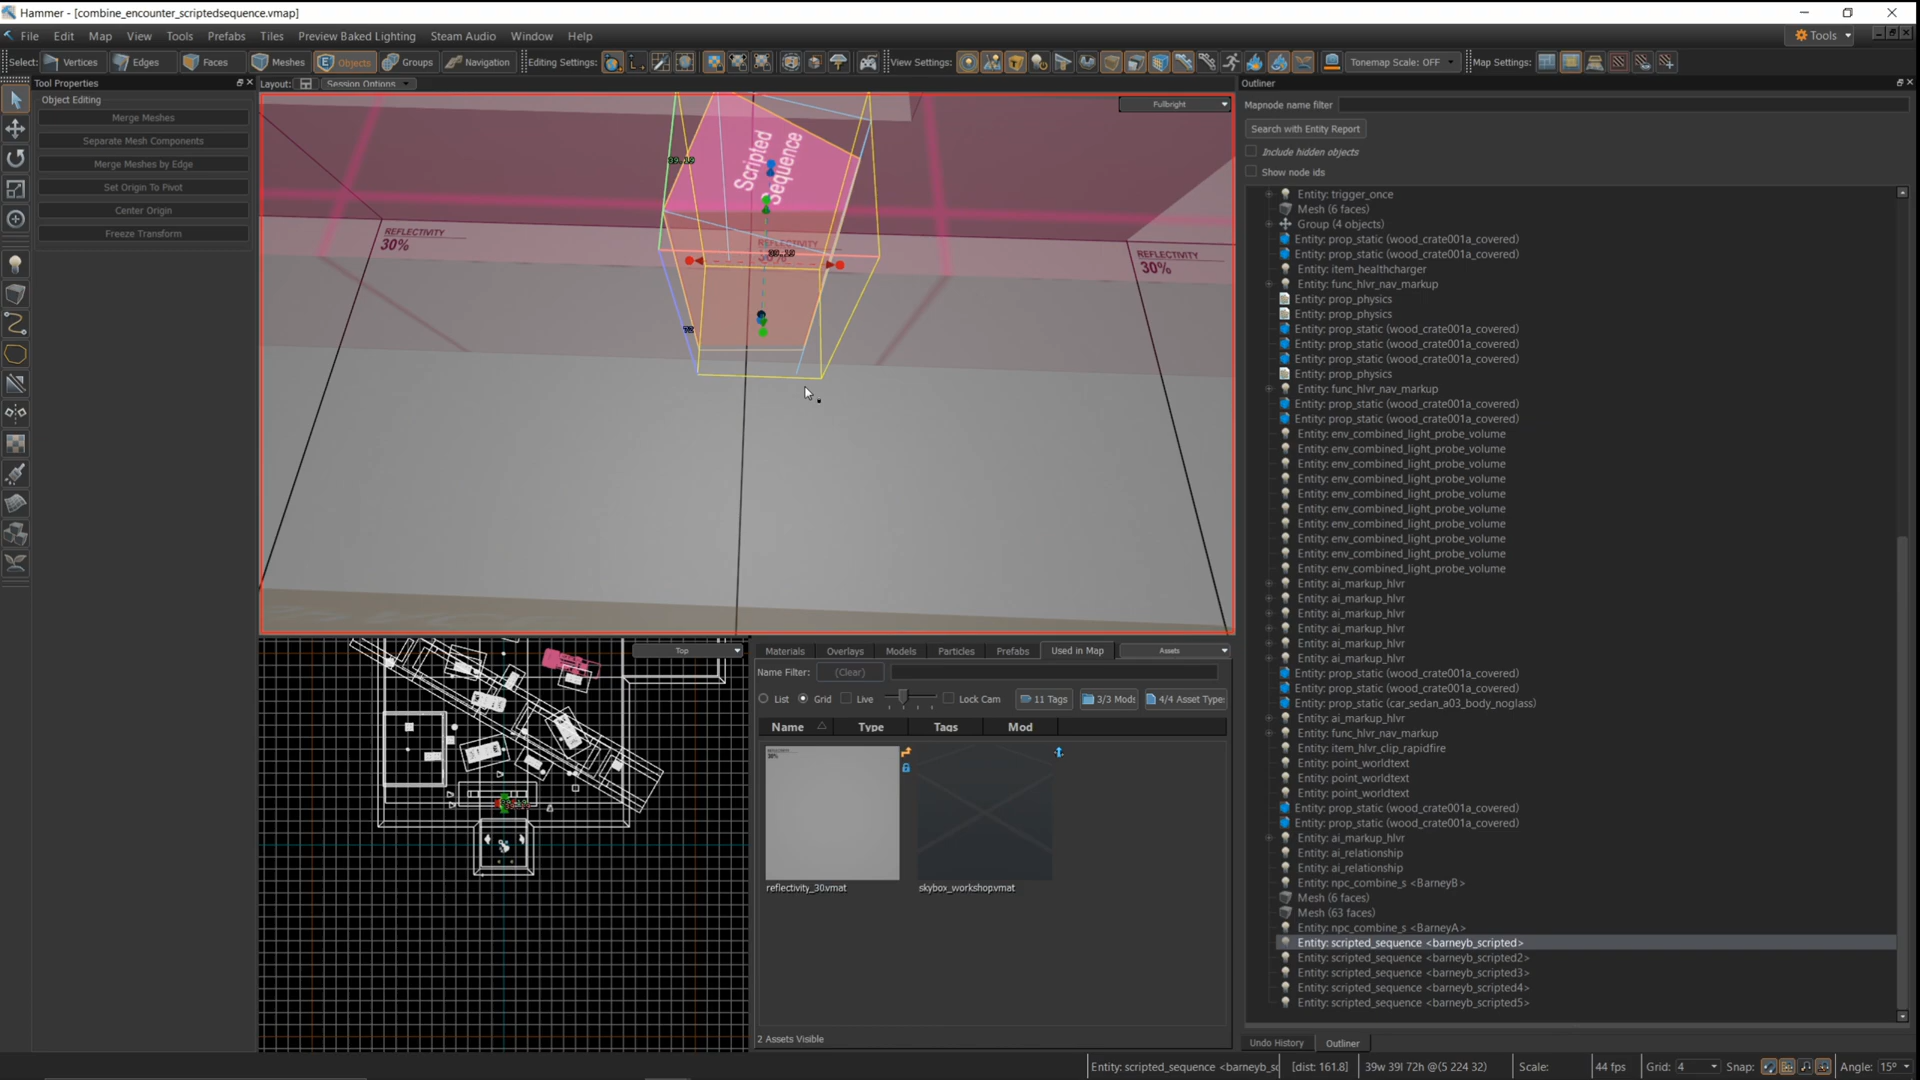 Hammer - [combine_encounter_scriptedsequence.vmap]
File Edit Map View Tools Prefabs Tiles Preview Baked Lighting Steam Audio Window Help
Tools
Select: Vertices Edges Faces Meshes Objects Groups Navigation Editing Settings: View Settings: Tonemap Scale: OFF Map Settings:
Tool Properties
Object Editing
Merge Meshes
Separate Mesh Components
Merge Meshes by Edge
Set Origin To Pivot
Center Origin
Freeze Transform
Layout: Session Options
Fullbright
Scripted
Sequence
39.19
REFLECTIVITY
30%
REFLECTIVITY
39.19
REFLECTIVITY
30%
72
Top
Materials Overlays Models Particles Prefabs Used in Map Assets
Name Filter: (Clear)
List Grid Live Lock Cam 11 Tags 3/3 Mods 4/4 Asset Types
Name Type Tags Mod
reflectivity_30.vmat
skybox_workshop.vmat
2 Assets Visible
Outliner
Mapnode name filter
Search with Entity Report
Include hidden objects
Show node ids
Entity: trigger_once
Mesh (6 faces)
Group (4 objects)
Entity: prop_static (wood_crate001a_covered)
Entity: prop_static (wood_crate001a_covered)
Entity: item_healthcharger
Entity: func_hlvr_nav_markup
Entity: prop_physics
Entity: prop_physics
Entity: prop_static (wood_crate001a_covered)
Entity: prop_static (wood_crate001a_covered)
Entity: prop_static (wood_crate001a_covered)
Entity: prop_physics
Entity: func_hlvr_nav_markup
Entity: prop_static (wood_crate001a_covered)
Entity: prop_static (wood_crate001a_covered)
Entity: env_combined_light_probe_volume
Entity: env_combined_light_probe_volume
Entity: env_combined_light_probe_volume
Entity: env_combined_light_probe_volume
Entity: env_combined_light_probe_volume
Entity: env_combined_light_probe_volume
Entity: env_combined_light_probe_volume
Entity: env_combined_light_probe_volume
Entity: env_combined_light_probe_volume
Entity: env_combined_light_probe_volume
Entity: ai_markup_hlvr
Entity: ai_markup_hlvr
Entity: ai_markup_hlvr
Entity: ai_markup_hlvr
Entity: ai_markup_hlvr
Entity: ai_markup_hlvr
Entity: prop_static (wood_crate001a_covered)
Entity: prop_static (wood_crate001a_covered)
Entity: prop_static (car_sedan_a03_body_noglass)
Entity: ai_markup_hlvr
Entity: func_hlvr_nav_markup
Entity: item_hlvr_clip_rapidfire
Entity: point_worldtext
Entity: point_worldtext
Entity: point_worldtext
Entity: prop_static (wood_crate001a_covered)
Entity: prop_static (wood_crate001a_covered)
Entity: ai_markup_hlvr
Entity: ai_relationship
Entity: ai_relationship
Entity: npc_combine_s <BarneyB>
Mesh (6 faces)
Mesh (63 faces)
Entity: npc_combine_s <BarneyA>
Entity: scripted_sequence <barneyb_scripted>
Entity: scripted_sequence <barneyb_scripted2>
Entity: scripted_sequence <barneyb_scripted3>
Entity: scripted_sequence <barneyb_scripted4>
Entity: scripted_sequence <barneyb_scripted5>
Undo History Outliner
Entity: scripted_sequence <barneyb_sc [dist: 161.8] 39w 39l 72h @(5 224 32) Scale: 44 fps Grid: 4 Snap: Angle: 15°